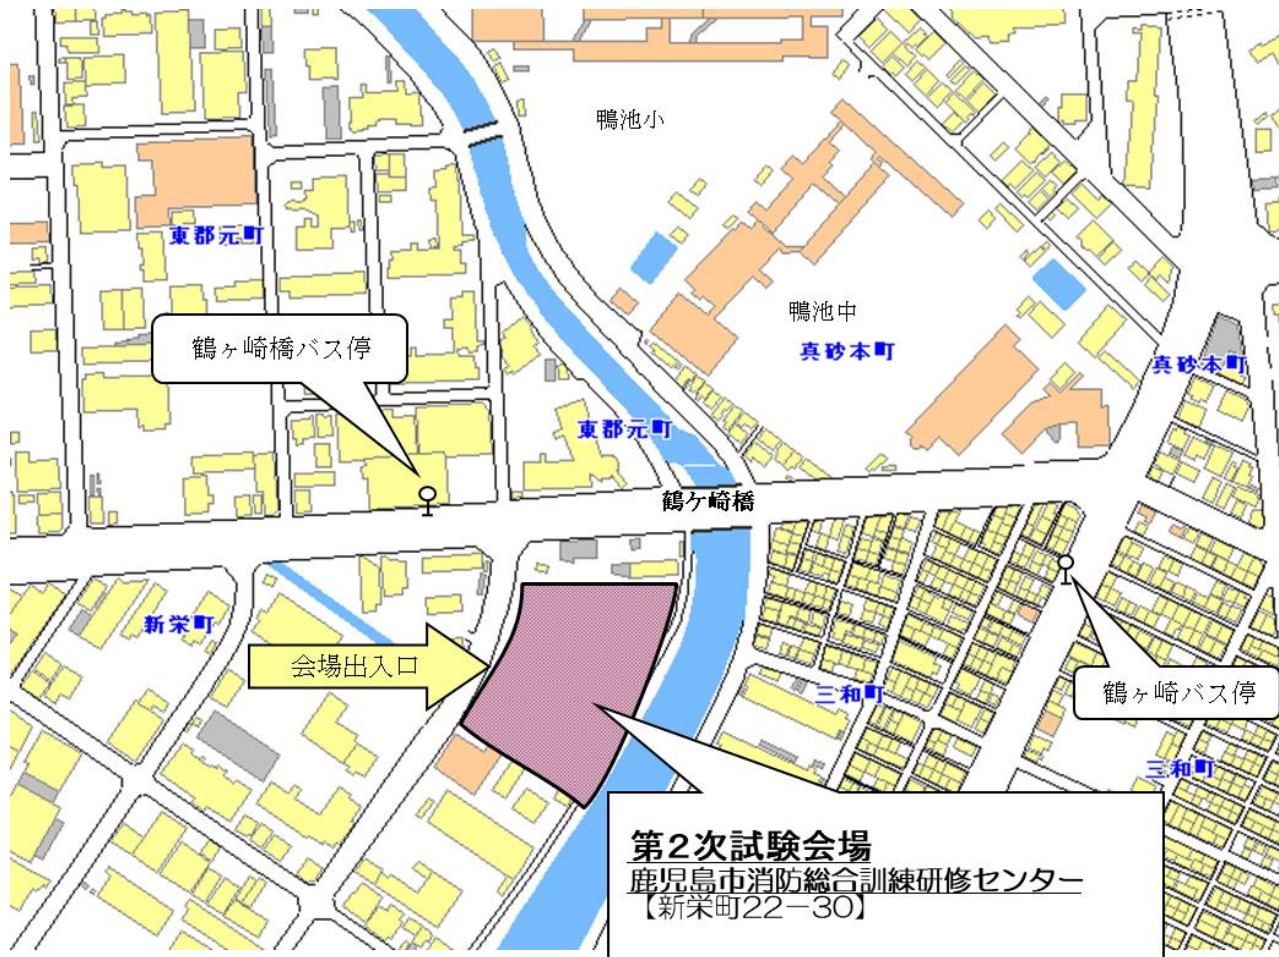 鴨池小
東郡元町
鴨池中
真砂本町
鶴ヶ崎橋バス停
真砂本町
東郡元町
鶴ケ崎橋
新栄町
会場出入口
三和町
鶴ヶ崎バス停
三和町
第2次試験会場
鹿児島市消防総合訓練研修センター
【新栄町22－30】